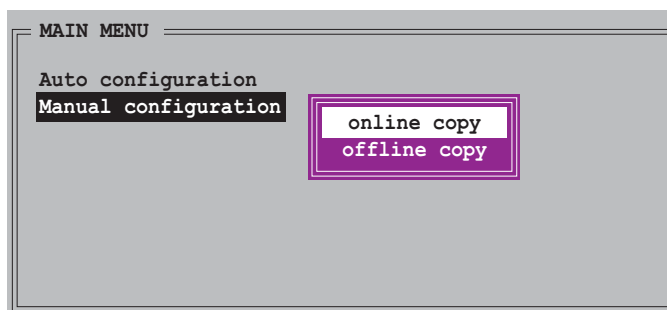 MAIN MENU
Auto configuration
Manual configuration
online copy
offline copy